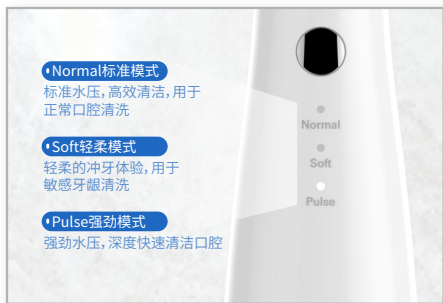 •Normal标准模式
标准水压，高效清洁，用于
正常口腔清洗
•Soft轻柔模式
轻柔的冲牙体验，用于
敏感牙龈清洗
•Pulse强劲模式
强劲水压，深度快速清洁口腔
Normal
Soft
Pulse